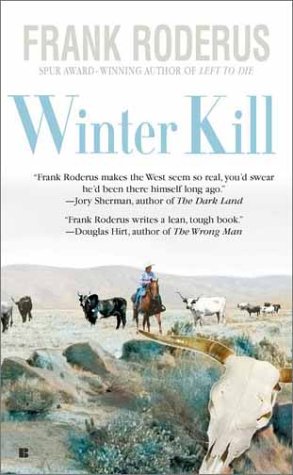 FRANK RODERUS
SPUR AWARD–WINNING AUTHOR OF LEFT TO DIE
Winter Kill
“Frank Roderus makes the West seem so real, you’d swear
he’d been there himself long ago.”
—Jory Sherman, author of The Dark Land
“Frank Roderus writes a lean, tough book.”
—Douglas Hirt, author of The Wrong Man
B